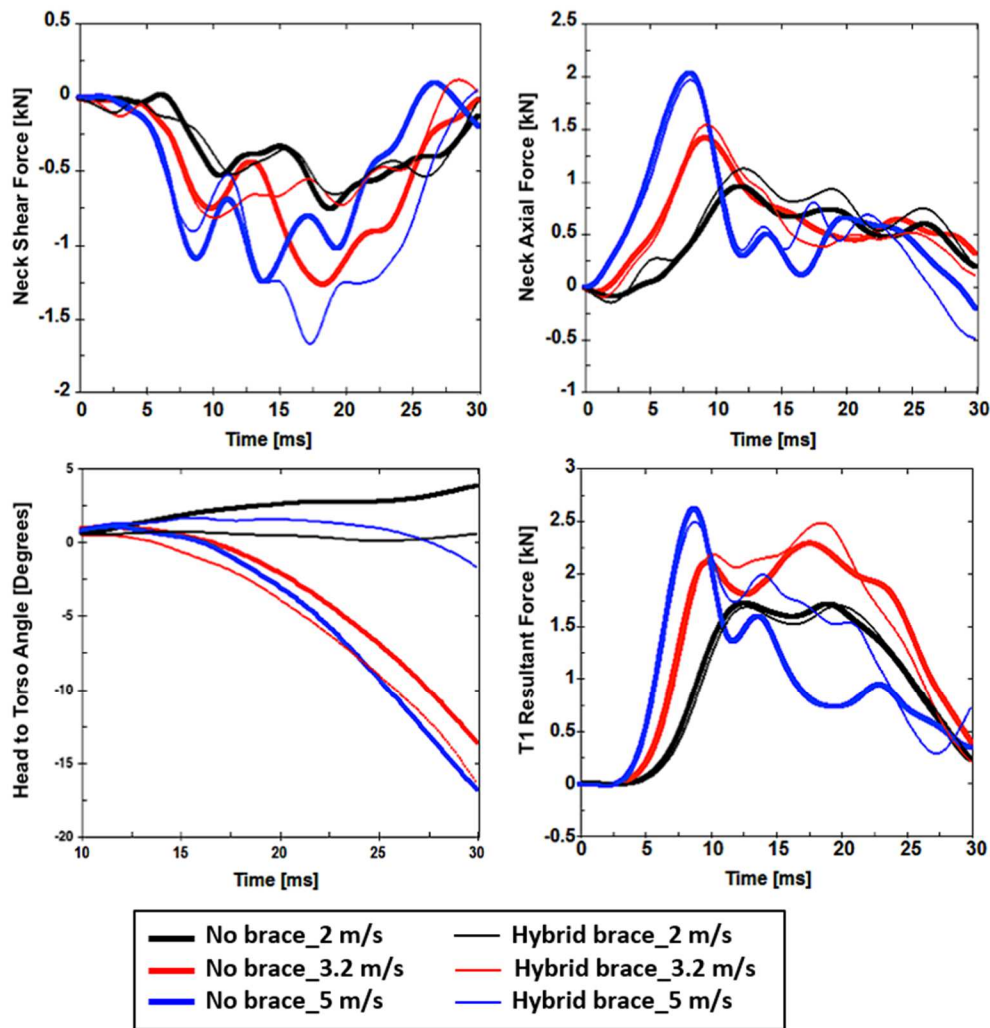 0.5
0
-0.5
-1
-1.5
-2
Neck Shear Force [kN]
0 5 10 15 20 25 30
Time [ms]
2.5
2
1.5
1
0.5
0
-0.5
-1
Neck Axial Force [kN]
0 5 10 15 20 25 30
Time [ms]
5
0
-5
-10
-15
-20
Head to Torso Angle [Degrees]
10 15 20 25 30
Time [ms]
3
2.5
2
1.5
1
0.5
0
-0.5
T1 Resultant Force [kN]
0 5 10 15 20 25 30
Time [ms]
No brace_2 m/s Hybrid brace_2 m/s
No brace_3.2 m/s Hybrid brace_3.2 m/s
No brace_5 m/s Hybrid brace_5 m/s